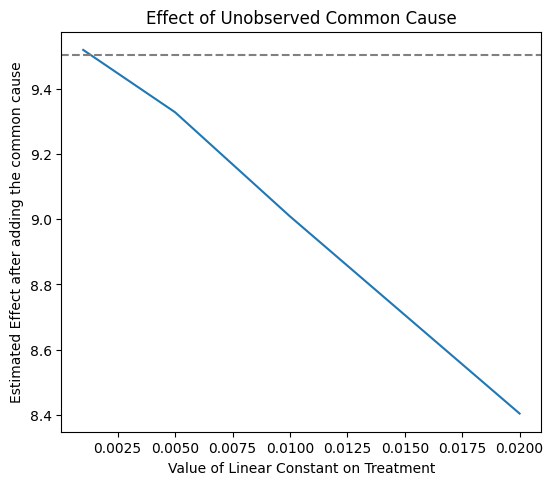 Effect of Unobserved Common Cause
Estimated Effect after adding the common cause
9.4
9.2
9.0
8.8
8.6
8.4
0.0025 0.0050 0.0075 0.0100 0.0125 0.0150 0.0175 0.0200
Value of Linear Constant on Treatment